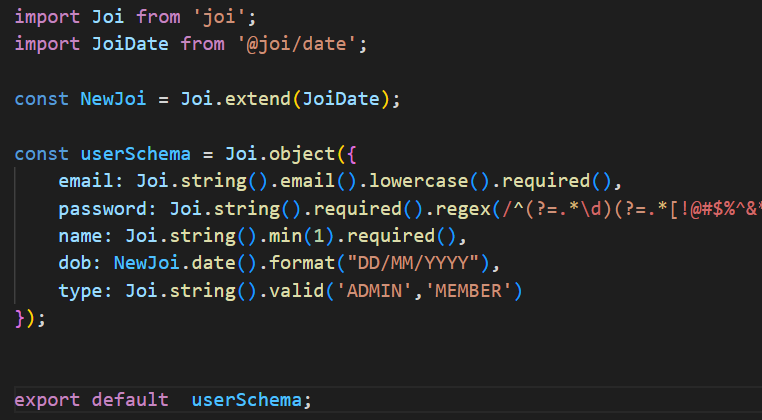 import Joi from 'joi';
import JoiDate from '@joi/date';
const NewJoi = Joi.extend(JoiDate);
const userSchema = Joi.object({
email: Joi.string().email().lowercase().required(),
password: Joi.string().required().regex(/^(?=.*\d)(?=.*[!@#$%^&*
name: Joi.string().min(1).required(),
dob: NewJoi.date().format("DD/MM/YYYY"),
type: Joi.string().valid('ADMIN','MEMBER')
});
export default  userSchema;